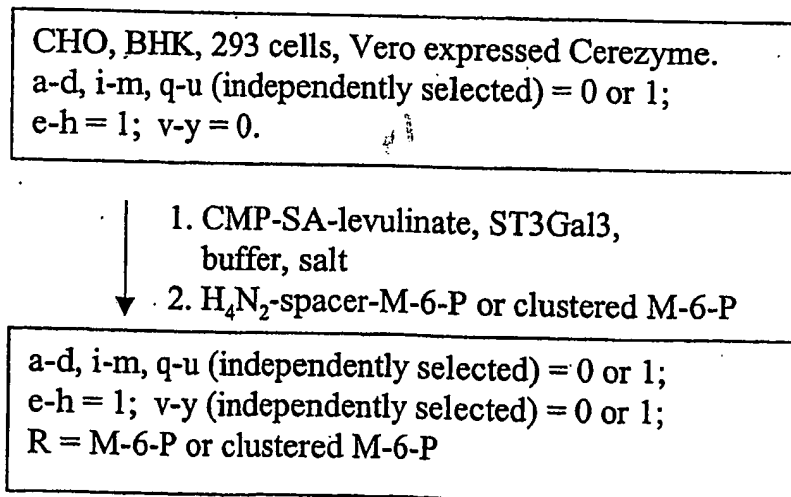 CHO, BHK, 293 cells, Vero expressed Cerezyme.
a-d, i-m, q-u (independently selected) = 0 or 1;
e-h = 1; v-y = 0.
1. CMP-SA-levulinate, ST3Gal3,
buffer, salt
2. H₄N₂-spacer-M-6-P or clustered M-6-P
a-d, i-m, q-u (independently selected) = 0 or 1;
e-h = 1; v-y (independently selected) = 0 or 1;
R = M-6-P or clustered M-6-P